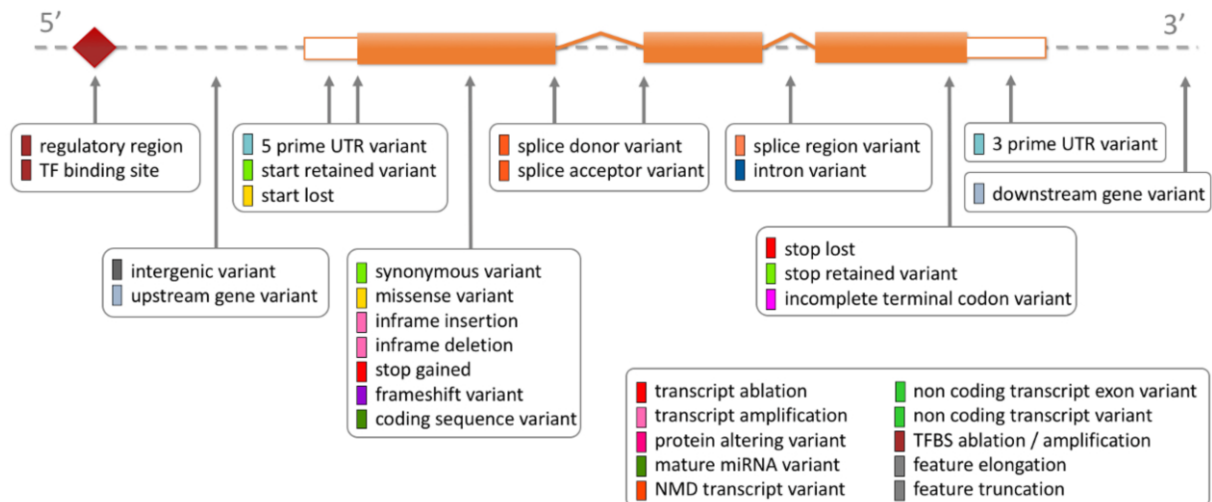 5’
3’
regulatory region
TF binding site
5 prime UTR variant
start retained variant
start lost
splice donor variant
splice acceptor variant
splice region variant
intron variant
3 prime UTR variant
downstream gene variant
intergenic variant
upstream gene variant
synonymous variant
missense variant
inframe insertion
inframe deletion
stop gained
frameshift variant
coding sequence variant
stop lost
stop retained variant
incomplete terminal codon variant
transcript ablation
transcript amplification
protein altering variant
mature miRNA variant
NMD transcript variant
non coding transcript exon variant
non coding transcript variant
TFBS ablation / amplification
feature elongation
feature truncation